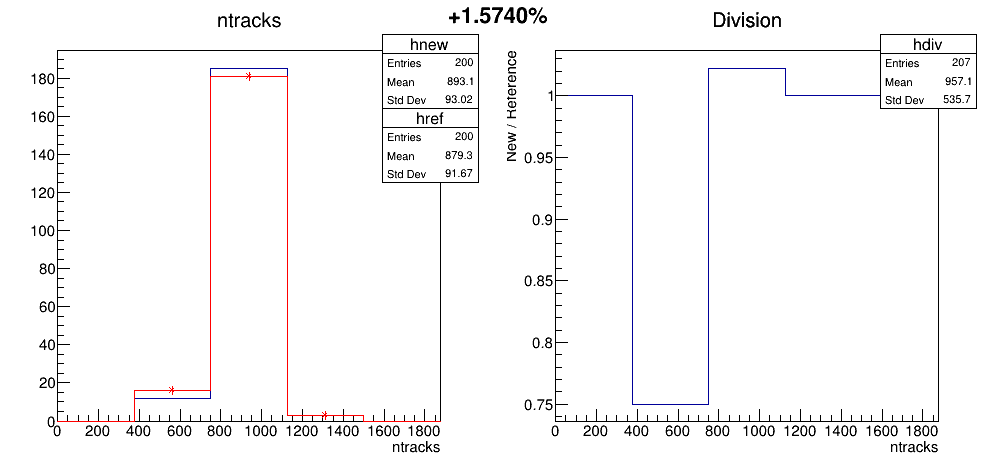 +1.5740%
ntracks
hnew
Entries 200
Mean 893.1
Std Dev 93.02
href
Entries 200
Mean 879.3
Std Dev 91.67
180
160
140
120
100
80
60
40
20
0
0 200 400 600 800 1000 1200 1400 1600 1800
ntracks
Division
hdiv
Entries 207
Mean 957.1
Std Dev 535.7
New / Reference
1
0.95
0.9
0.85
0.8
0.75
0 200 400 600 800 1000 1200 1400 1600 1800
ntracks